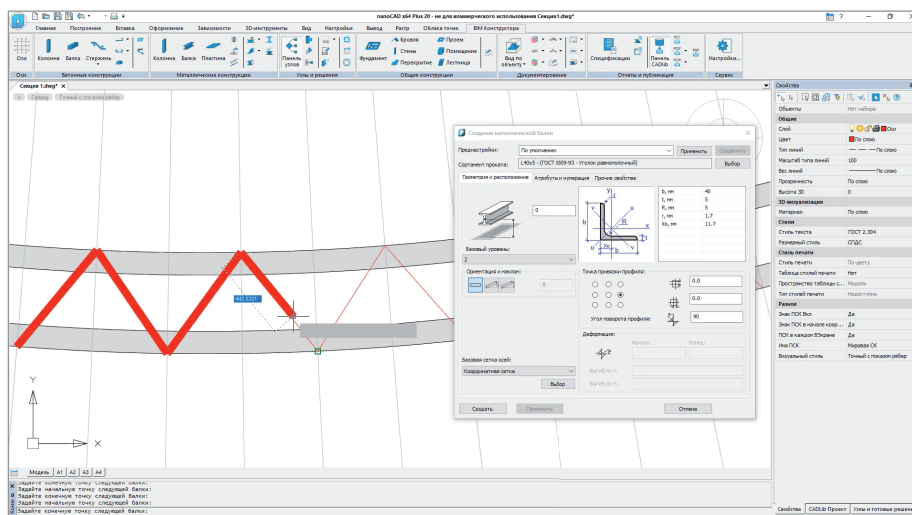 nanoCAD x64 Plus 20 - не для коммерческого использования Секция1.dwg*
Главная Построение Вставка Оформление Зависимости 3D-инструменты Вид Настройки Вывод Растр Облака точек BIM Конструктора
Оси Колонна Балка Стержень Колонна Балка Пластина Панель узлов Фундамент Кровля Стены Перекрытие Проем Помещение Лестница Вид по объекту Спецификации Панель CADlib Настройки...
Оси Бетонные конструкции Металлические конструкции Узлы и решения Общие конструкции Документирование Отчеты и публикация Сервис
Секция 1.dwg* X
+ Сверху Точный с показом рёбер
442.5321
Y
X
Создание металлической балки
Преднастройки: По умолчанию Применить Сохранить
Сортамент проката: L40x5 - (ГОСТ 8509-93 - Уголок равнополочный) Выбор
Геометрия и расположение Атрибуты и нумерация Прочие свойства
0
b, мм 40
t, мм 5
R, мм 5
r, мм 1.7
Xo, мм 11.7
Базовый уровень:
2
Ориентация и наклон:
0
Точка привязки профиля:
0.0
0.0
Угол поворота профиля: 90
Деформация:
Начало: Конец:
Выгиб по X:
Выгиб по Y:
Базовая сетка осей:
Координатная сетка
Выбор
Создать Применить Отмена
Свойства
Объекты Нет набора
Общие
Слой Оси
Цвет По слою
Тип линий По слою
Масштаб типа линий 100
Вес линий По слою
Прозрачность По слою
Высота 3D 0
3D-визуализация
Материал По слою
Стили
Стиль текста ГОСТ 2.304
Размерный стиль СПДС
Стиль печати
Стиль печати По цвету
Таблица стилей печати Нет
Пространство таблицы с... Модель
Тип стилей печати Недоступно
Разное
Знак ПСК Вкл Да
Знак ПСК в начале коор... Да
ПСК в каждом ВЭкране Да
Имя ПСК Мировая СК
Визуальный стиль Точный с показом рёбер
Модель A1 A2 A3 A4
Задайте конечную точку следующей балки:
Задайте начальную точку следующей балки:
Задайте конечную точку следующей балки:
Задайте начальную точку следующей балки:
Задайте конечную точку следующей балки:
Свойства CADLib Проект Узлы и готовые решени